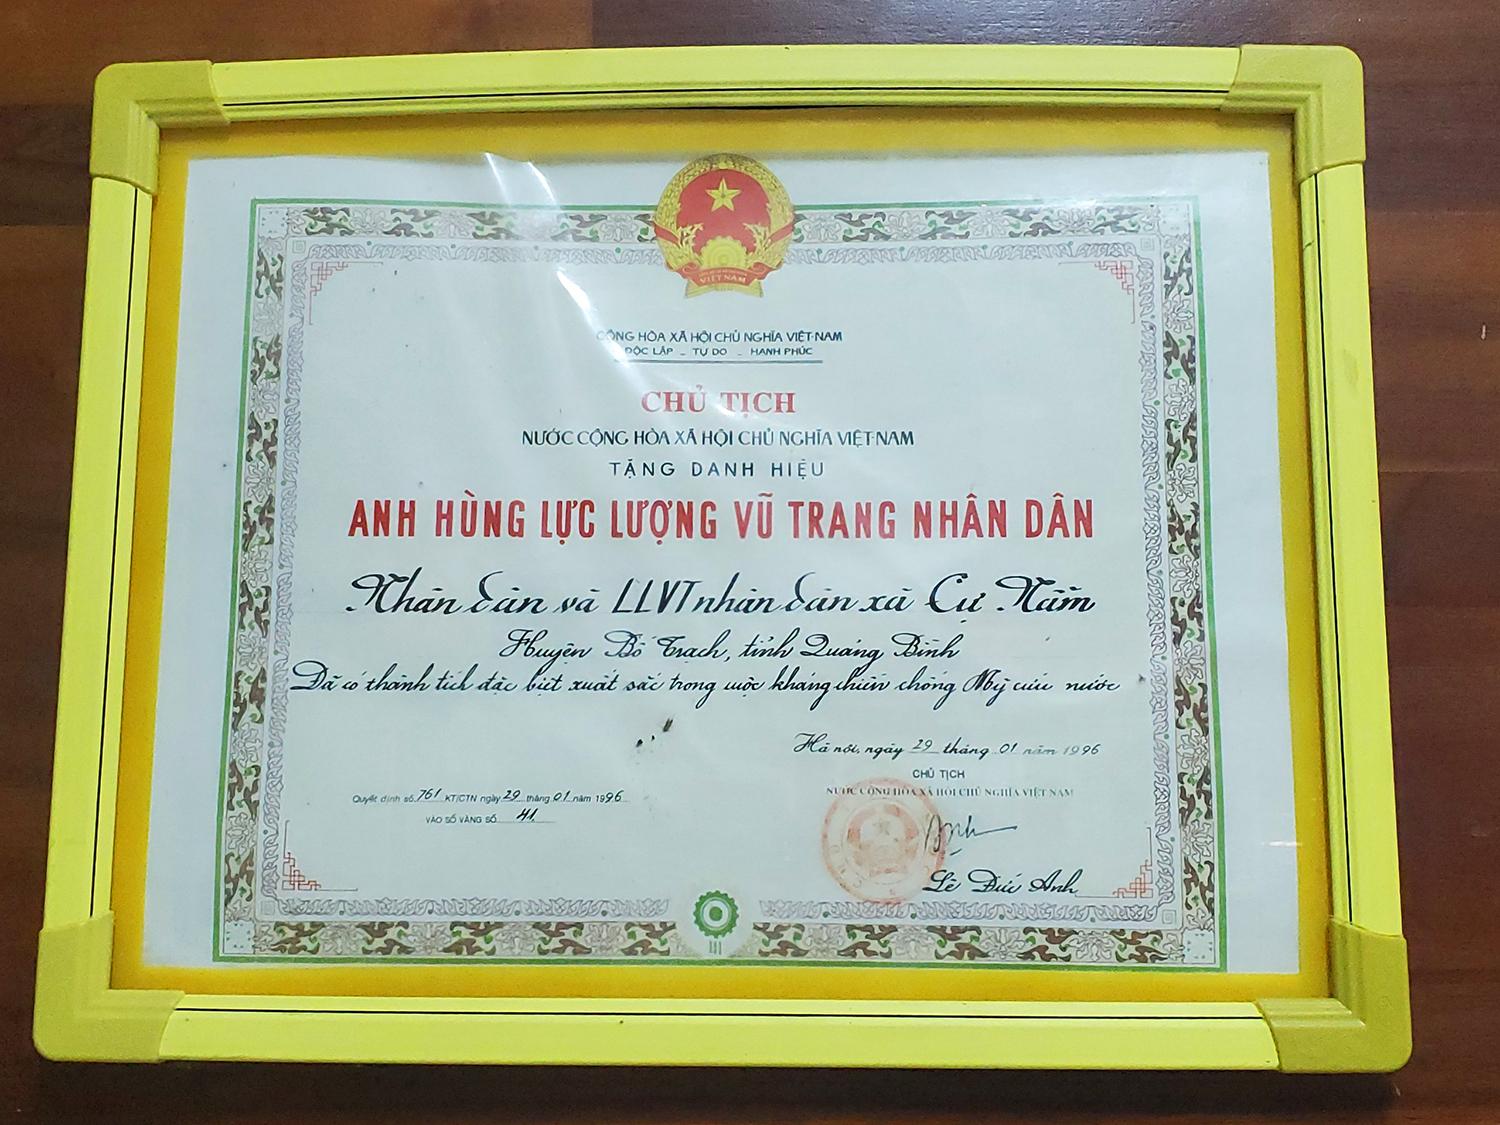 VIỆT NAM
CỘNG HÒA XÃ HỘI CHỦ NGHĨA VIỆT NAM
ĐỘC LẬP - TỰ DO - HẠNH PHÚC
CHỦ TỊCH
NƯỚC CỘNG HÒA XÃ HỘI CHỦ NGHĨA VIỆT NAM
TẶNG DANH HIỆU
ANH HÙNG LỰC LƯỢNG VŨ TRANG NHÂN DÂN
Nhân dân và LLVT nhân dân xã Cự Nẫm
Huyện Bố Trạch, tỉnh Quảng Bình
Đã có thành tích đặc biệt xuất sắc trong cuộc kháng chiến chống Mỹ cứu nước
Hà nội, ngày 29 tháng 01 năm 1996
CHỦ TỊCH
NƯỚC CỘNG HÒA XÃ HỘI CHỦ NGHĨA VIỆT NAM
Quyết định số 761 KT/CTN ngày 29 tháng 01 năm 1996
VÀO SỔ VÀNG SỐ 41
Anh
Lê Đức Anh